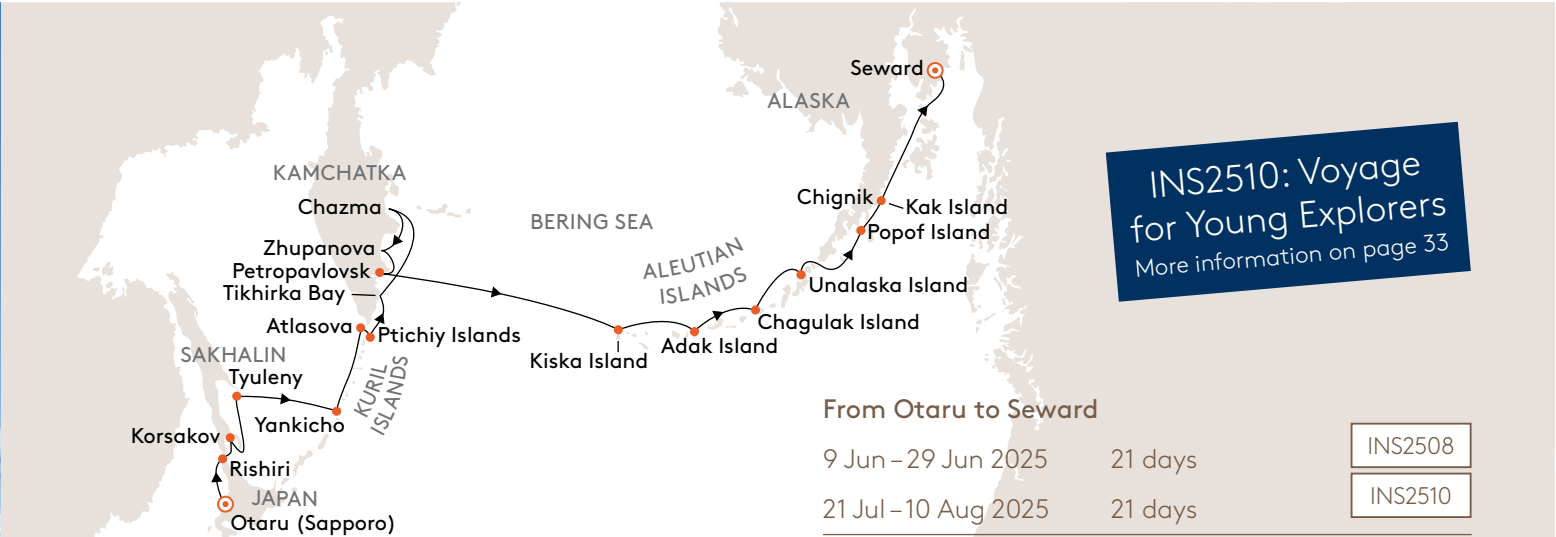 Seward
ALASKA
KAMCHATKA
Chazma
Chignik
Kak Island
BERING SEA
Popof Island
Zhupanova
ALEUTIAN
ISLANDS
Petropavlovsk
Tikhirka Bay
Unalaska Island
Atlasova
Ptichiy Islands
Chagulak Island
Adak Island
Kiska Island
SAKHALIN
Tyuleny
KURIL
ISLANDS
Yankicho
Korsakov
Rishiri
JAPAN
Otaru (Sapporo)
INS2510: Voyage
for Young Explorers
More information on page 33
From Otaru to Seward
9 Jun – 29 Jun 2025 21 days INS2508
21 Jul – 10 Aug 2025 21 days INS2510